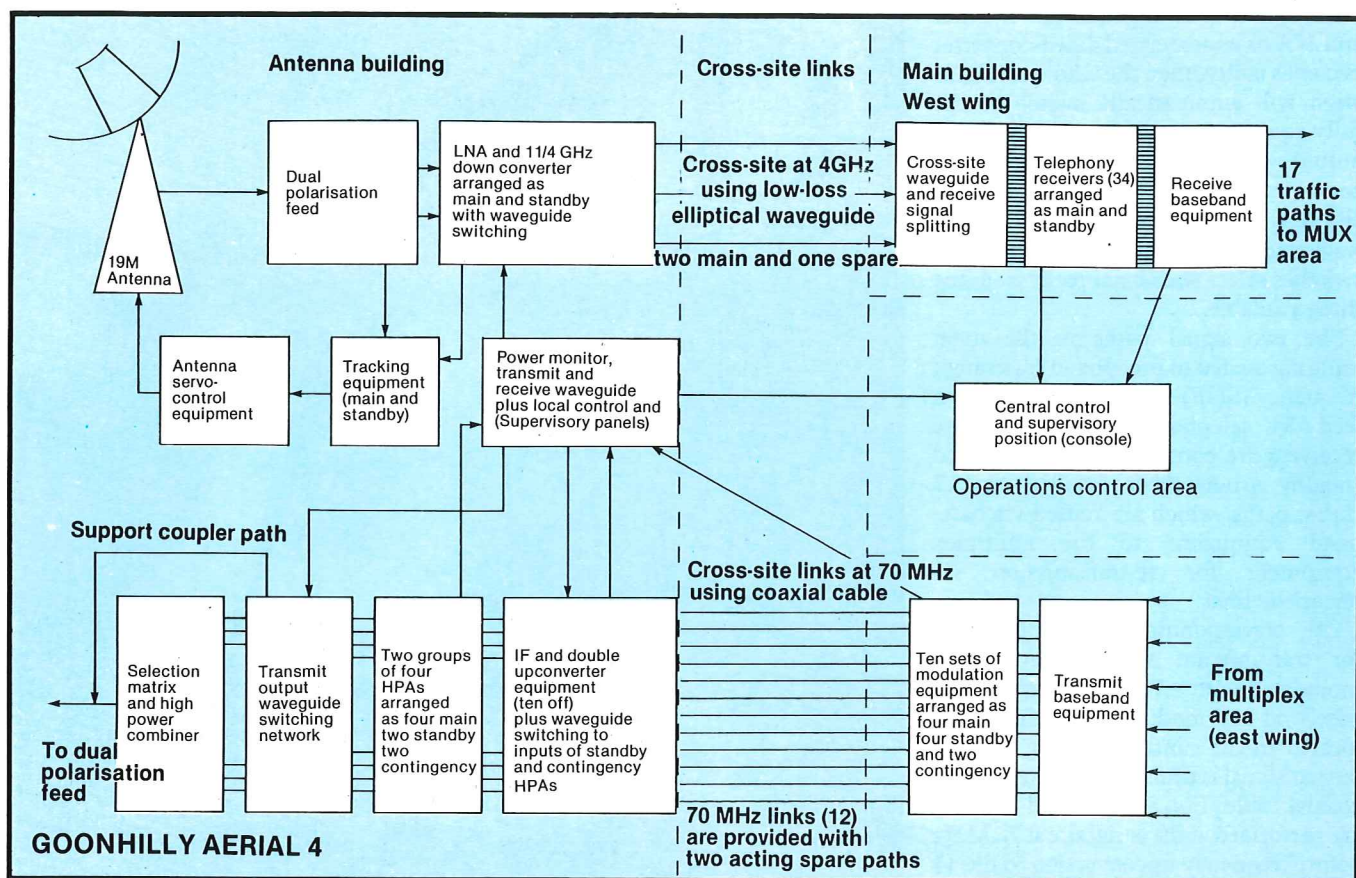 Antenna building
Cross-site links
Main building
West wing
19M
Antenna
Dual
polarisation
feed
LNA and 11/4 GHz
down converter
arranged as
main and standby
with waveguide
switching
Cross-site at 4GHz
using low-loss
elliptical waveguide
two main and one spare
Cross-site
waveguide
and receive
signal
splitting
Telephony
receivers (34)
arranged
as main and
standby
Receive
baseband
equipment
17
traffic
paths
to MUX
area
Antenna
servo-
control
equipment
Tracking
equipment
(main and
standby)
Power monitor,
transmit and
receive waveguide
plus local control and
(Supervisory panels)
Central control
and supervisory
position (console)
Operations control area
Support coupler path
Cross-site links at 70 MHz
using coaxial cable
Selection
matrix
and high
power
combiner
Transmit
output
waveguide
switching
network
Two groups
of four
HPAs
arranged
as four main
two standby
two
contingency
IF and double
upconverter
equipment
(ten off)
plus waveguide
switching to
inputs of standby
and contingency
HPAs
Ten sets of
modulation
equipment
arranged as
four main
four standby
and two
contingency
Transmit
baseband
equipment
From
multiplex
area
(east wing)
To dual
polarisation
feed
70 MHz links (12)
are provided with
two acting spare paths
GOONHILLY AERIAL 4